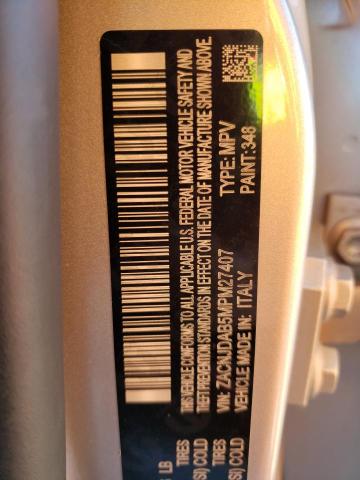 THIS VEHICLE CONFORMS TO ALL APPLICABLE U.S. FEDERAL MOTOR VEHICLE SAFETY AND
THEFT PREVENTION STANDARDS IN EFFECT ON THE DATE OF MANUFACTURE SHOWN ABOVE.
VIN: ZACNJDAB5MPM27407 TYPE: MPV
VEHICLE MADE IN: ITALY PAINT: 348
LB
TIRES
SI) COLD
TIRES
SI) COLD